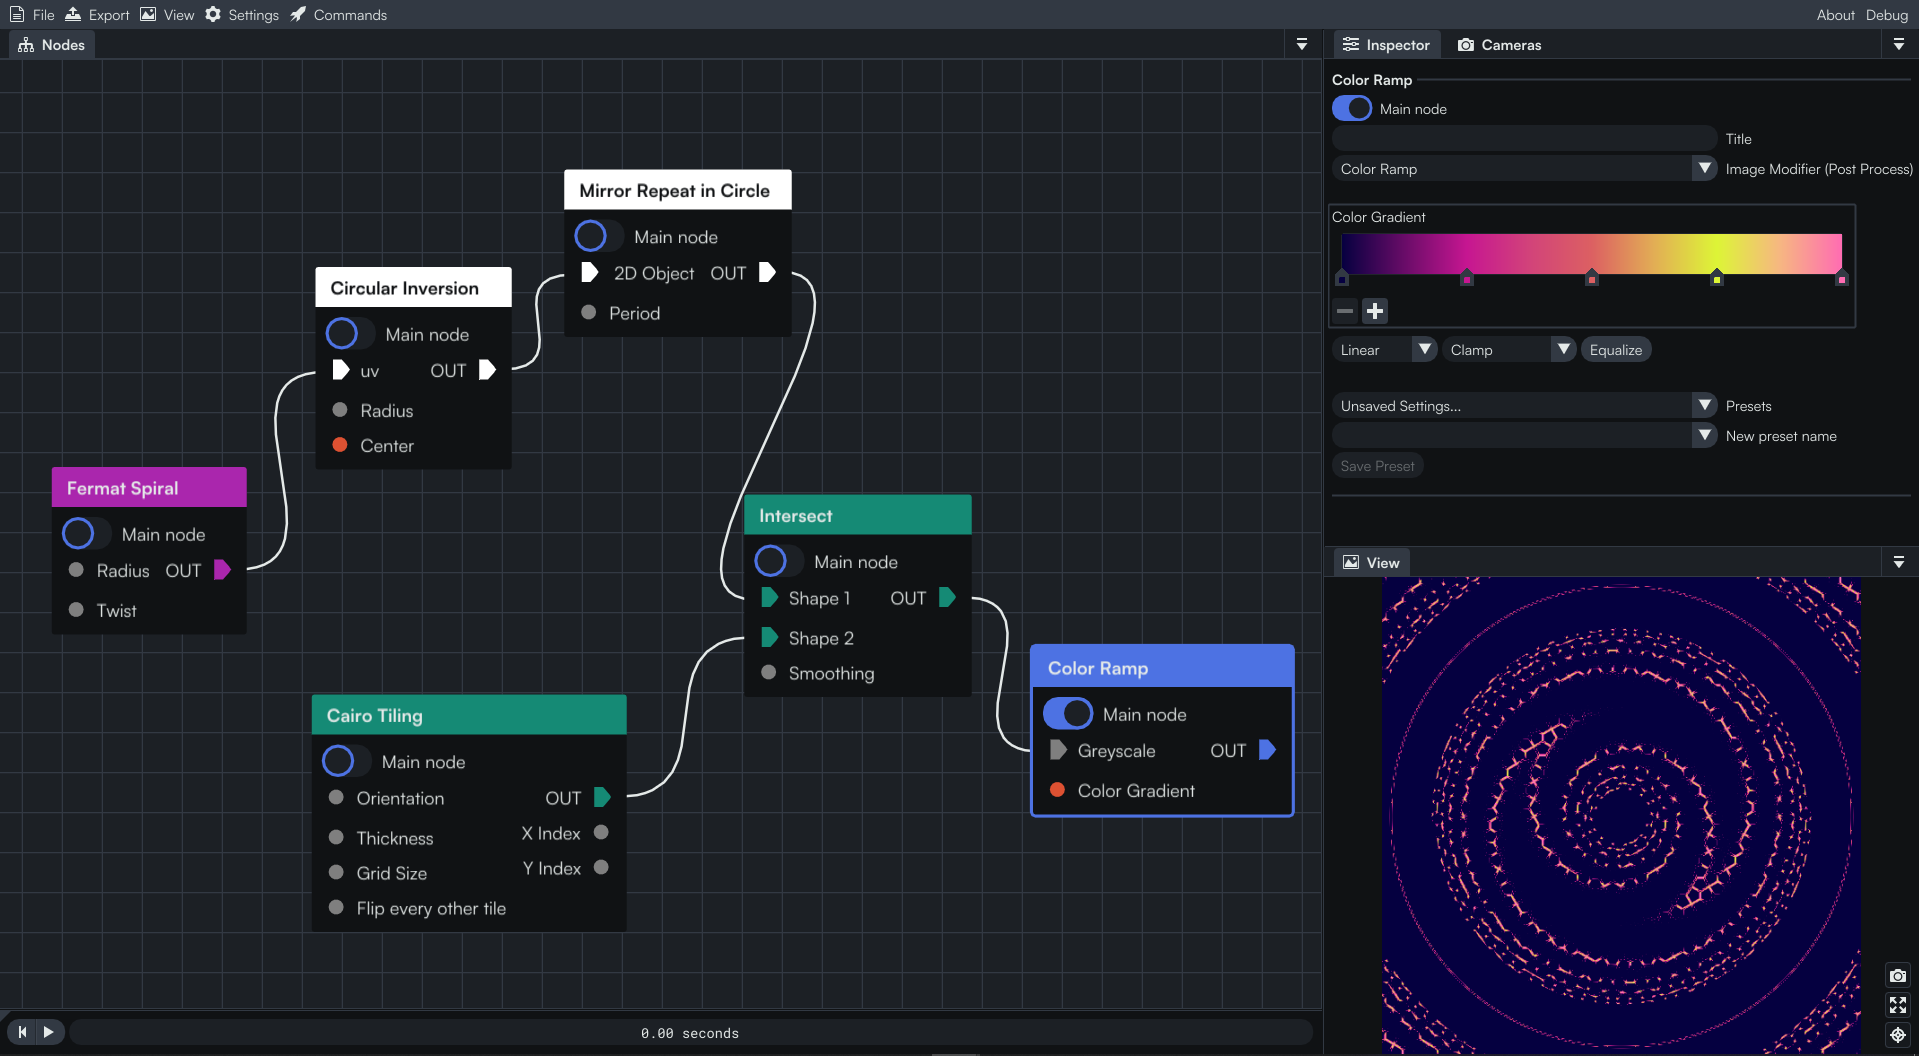 File Export View Settings Commands About Debug
Nodes
Inspector Cameras
Color Ramp
Main node
Title
Color Ramp Image Modifier (Post Process)
Color Gradient
Linear Clamp Equalize
Unsaved Settings... Presets
New preset name
Save Preset
Mirror Repeat in Circle
Main node
2D Object OUT
Period
Circular Inversion
Main node
uv OUT
Radius
Center
Fermat Spiral
Main node
Radius OUT
Twist
Intersect
Main node
Shape 1 OUT
Shape 2
Smoothing
Cairo Tiling
Main node
Orientation OUT
Thickness X Index
Grid Size Y Index
Flip every other tile
Color Ramp
Main node
Greyscale OUT
Color Gradient
View
0.00 seconds